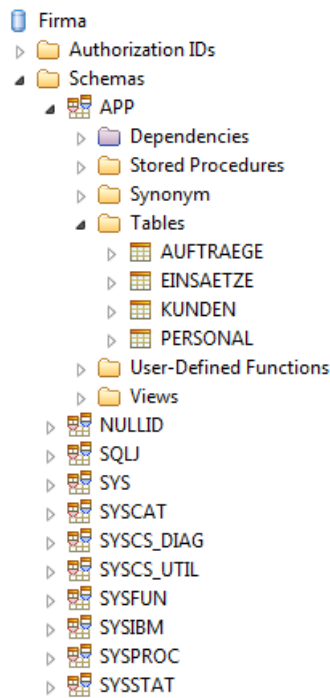 Firma
Authorization IDs
Schemas
APP
Dependencies
Stored Procedures
Synonym
Tables
AUFTRAEGE
EINSAETZE
KUNDEN
PERSONAL
User-Defined Functions
Views
NULLID
SQLJ
SYS
SYSCAT
SYSCS_DIAG
SYSCS_UTIL
SYSFUN
SYSIBM
SYSPROC
SYSSTAT